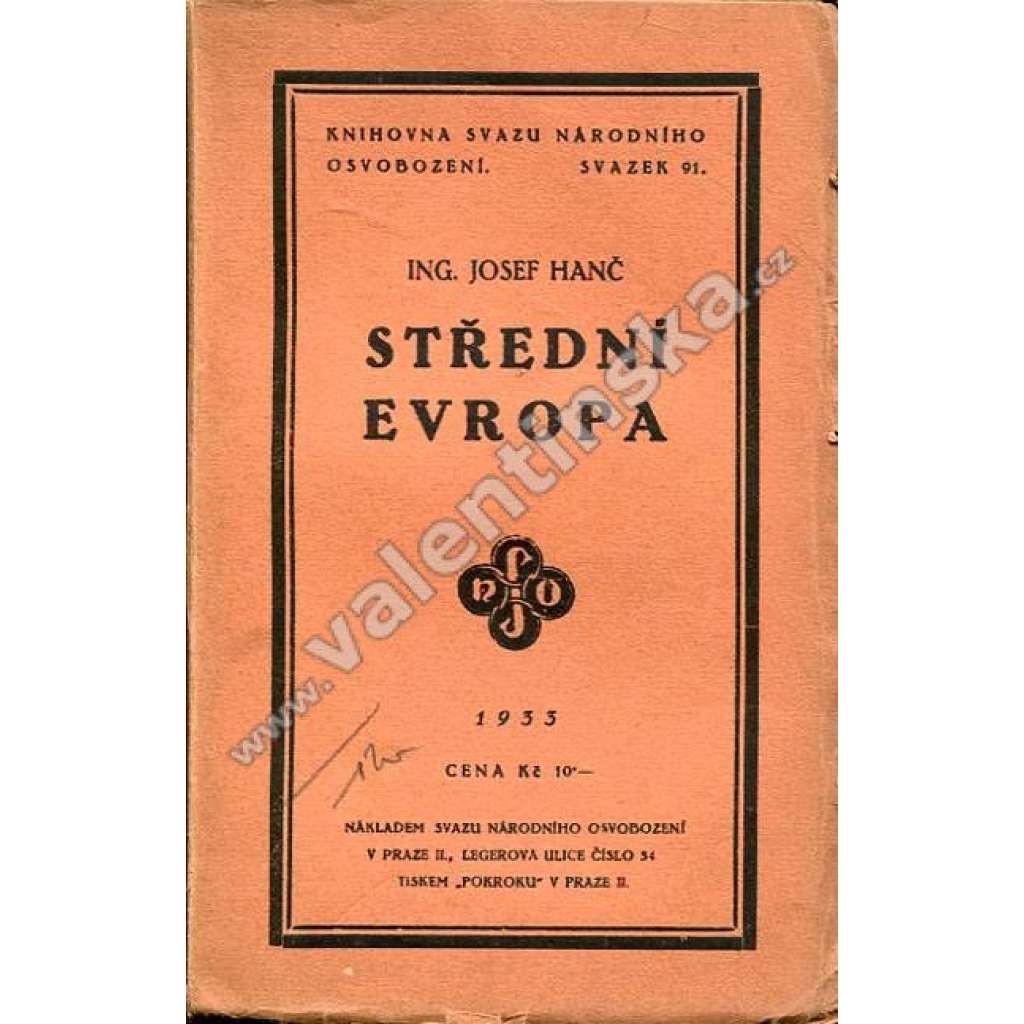 KNIHOVNA SVAZU NÁRODNÍHO
OSVOBOZENÍ. SVAZEK 91.
ING. JOSEF HANČ
STŘEDNÍ
EVROPA
1933
CENA Kč 10·—
NÁKLADEM SVAZU NÁRODNÍHO OSVOBOZENÍ
V PRAZE II., LEGEROVA ULICE ČÍSLO 34
TISKEM „POKROKU“ V PRAZE II.
www.valentinska.cz